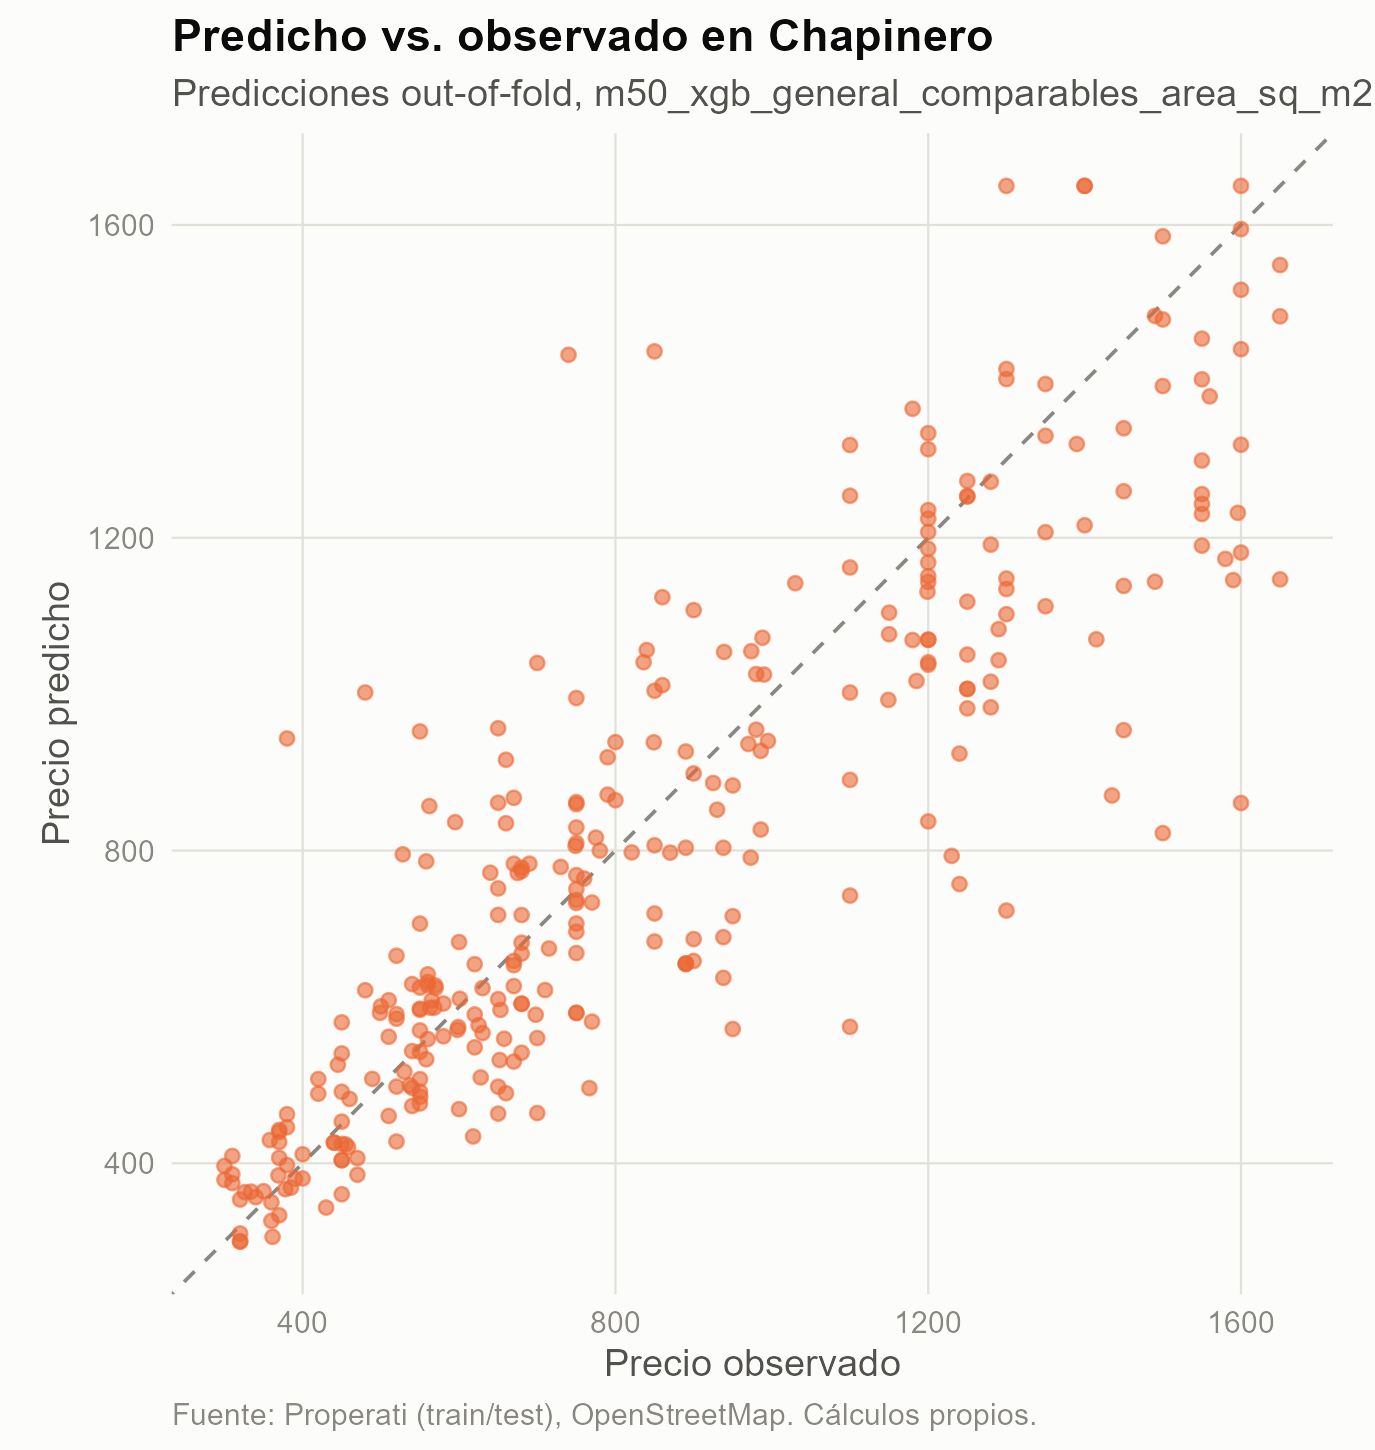 Predicho vs. observado en Chapinero
Predicciones out-of-fold, m50_xgb_general_comparables_area_sq_m2
1600
1200
800
400
Precio predicho
400 800 1200 1600
Precio observado
Fuente: Properati (train/test), OpenStreetMap. Cálculos propios.